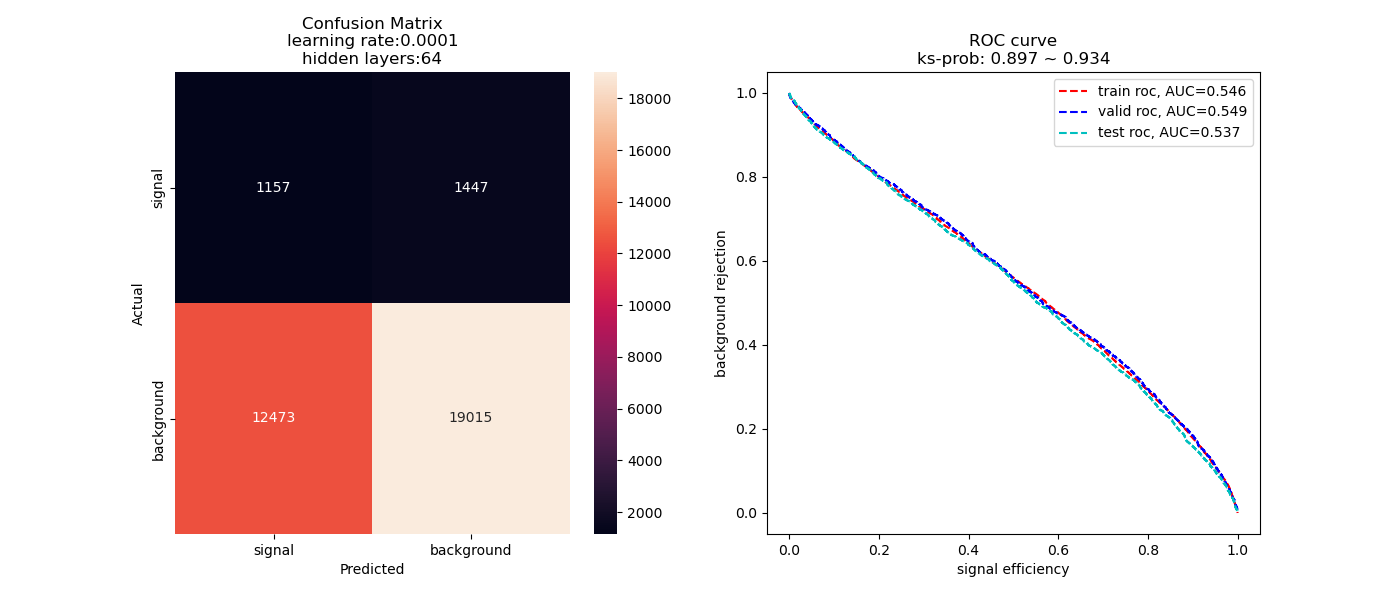 Confusion Matrix
learning rate:0.0001
hidden layers:64
signal
background
Actual
1157
1447
12473
19015
signal
background
Predicted
18000
16000
14000
12000
10000
8000
6000
4000
2000
ROC curve
ks-prob: 0.897 ~ 0.934
train roc, AUC=0.546
valid roc, AUC=0.549
test roc, AUC=0.537
background rejection
1.0
0.8
0.6
0.4
0.2
0.0
0.0
0.2
0.4
0.6
0.8
1.0
signal efficiency